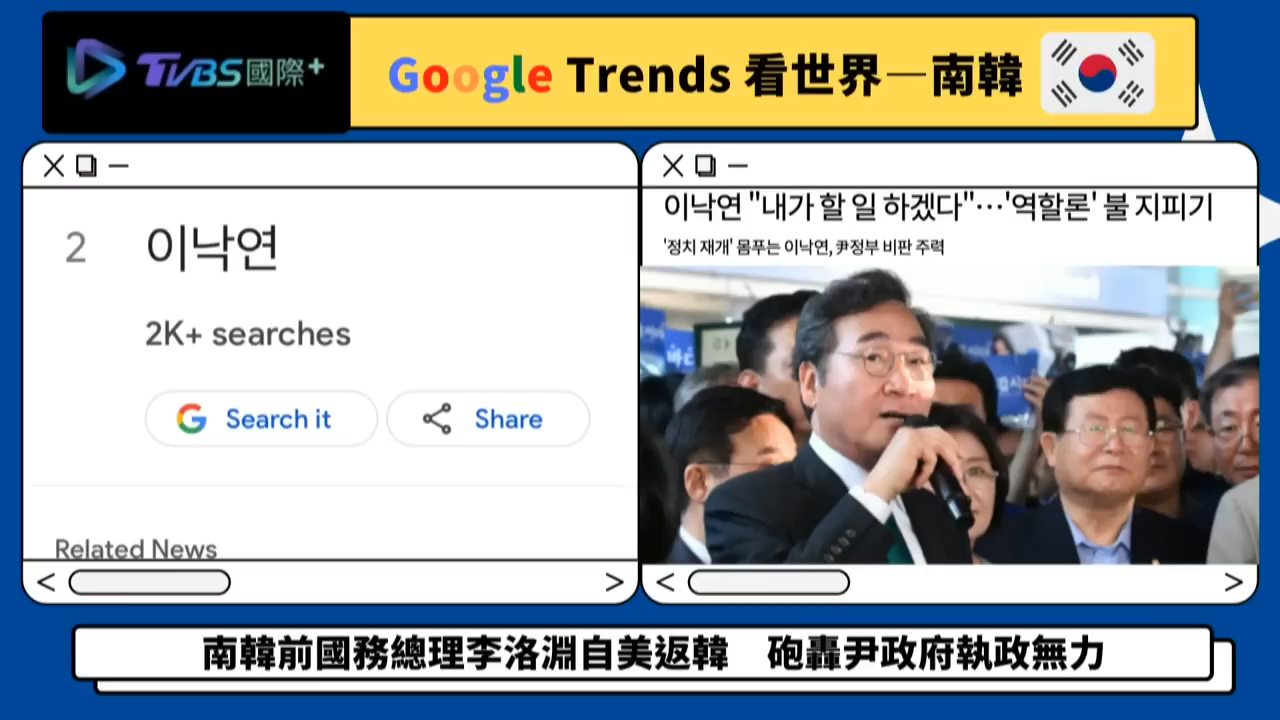 TVBS國際+
Google Trends 看世界—南韓
2 이낙연
2K+ searches
Search it
Share
Related News
이낙연 "내가 할 일 하겠다"…'역할론' 불 지피기
'정치 재개' 몸푸는 이낙연, 尹정부 비판 주력
南韓前國務總理李洛淵自美返韓 砲轟尹政府執政無力